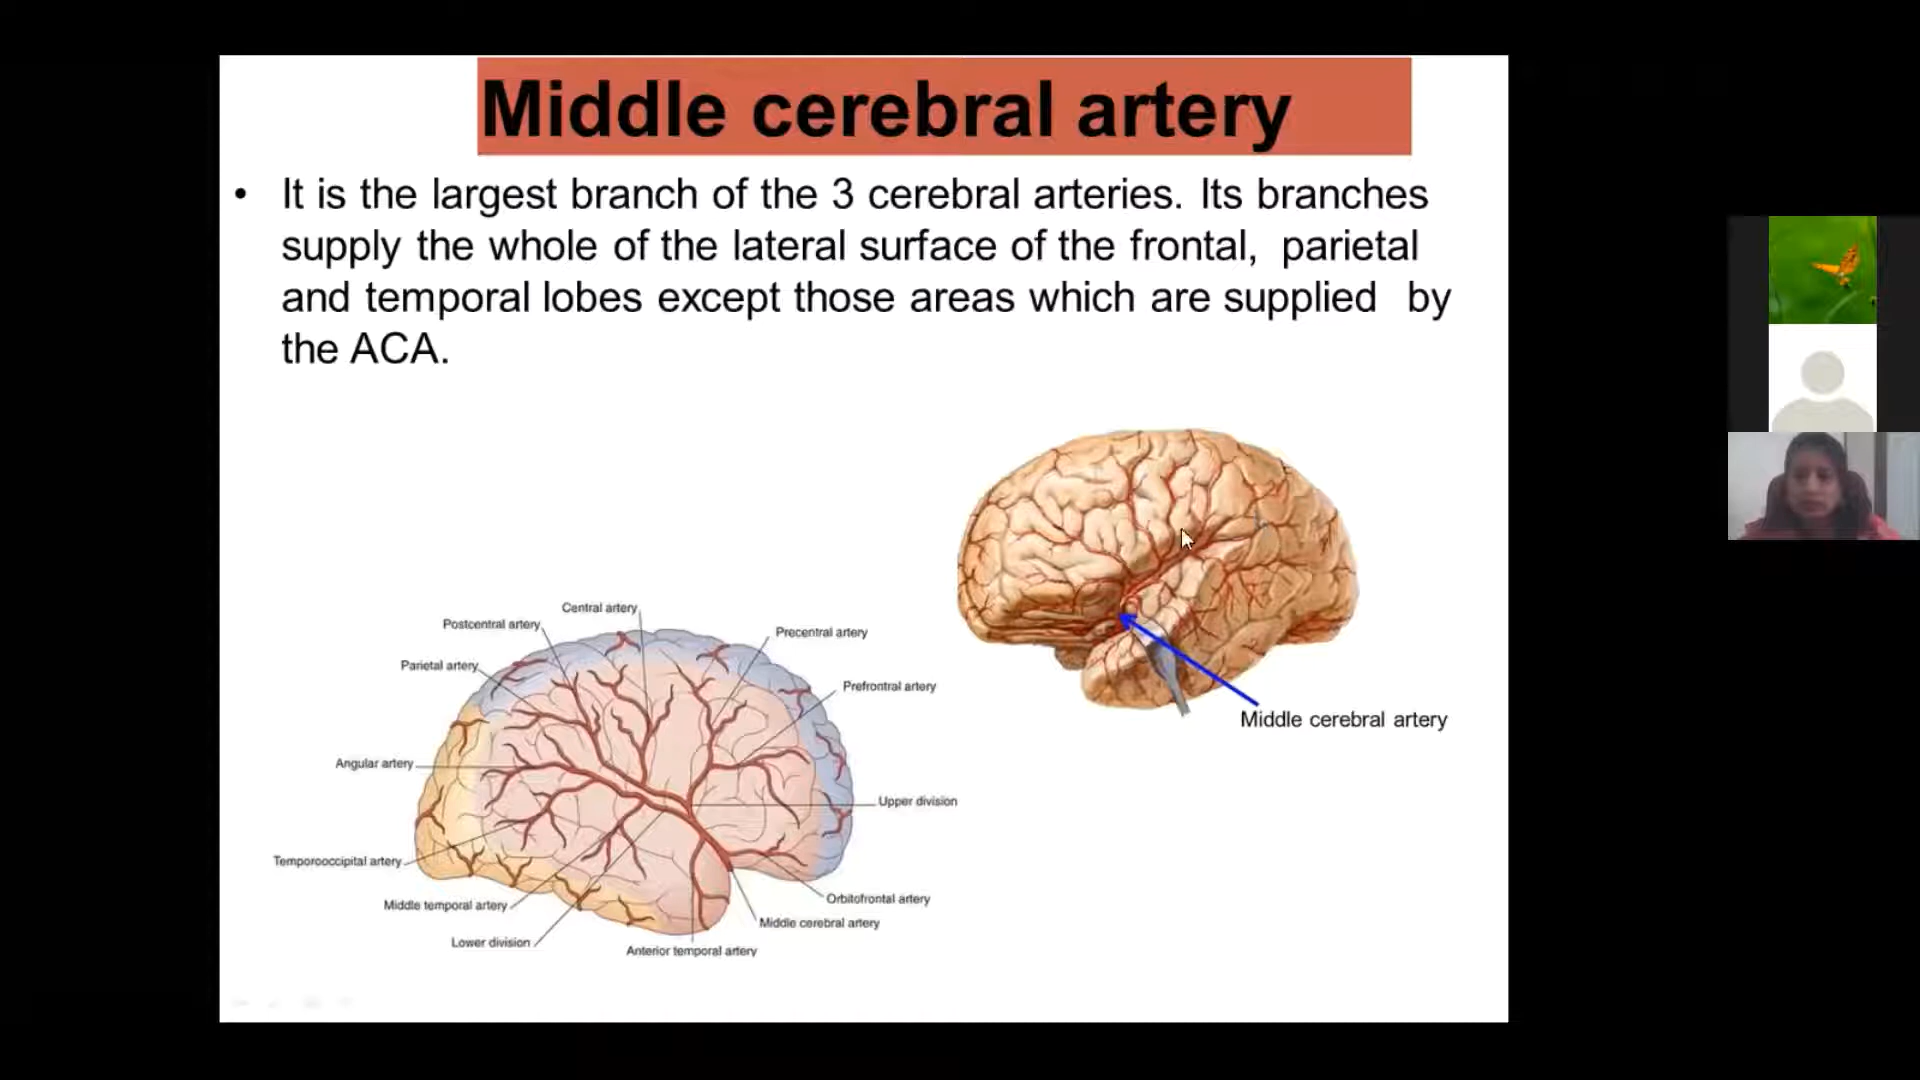 Middle cerebral artery
• It is the largest branch of the 3 cerebral arteries. Its branches
supply the whole of the lateral surface of the frontal, parietal
and temporal lobes except those areas which are supplied by
the ACA.
Middle cerebral artery
Central artery
Postcentral artery
Precentral artery
Parietal artery
Prefrontal artery
Angular artery
Upper division
Temporooccipital artery
Orbitofrontal artery
Middle temporal artery
Middle cerebral artery
Lower division
Anterior temporal artery